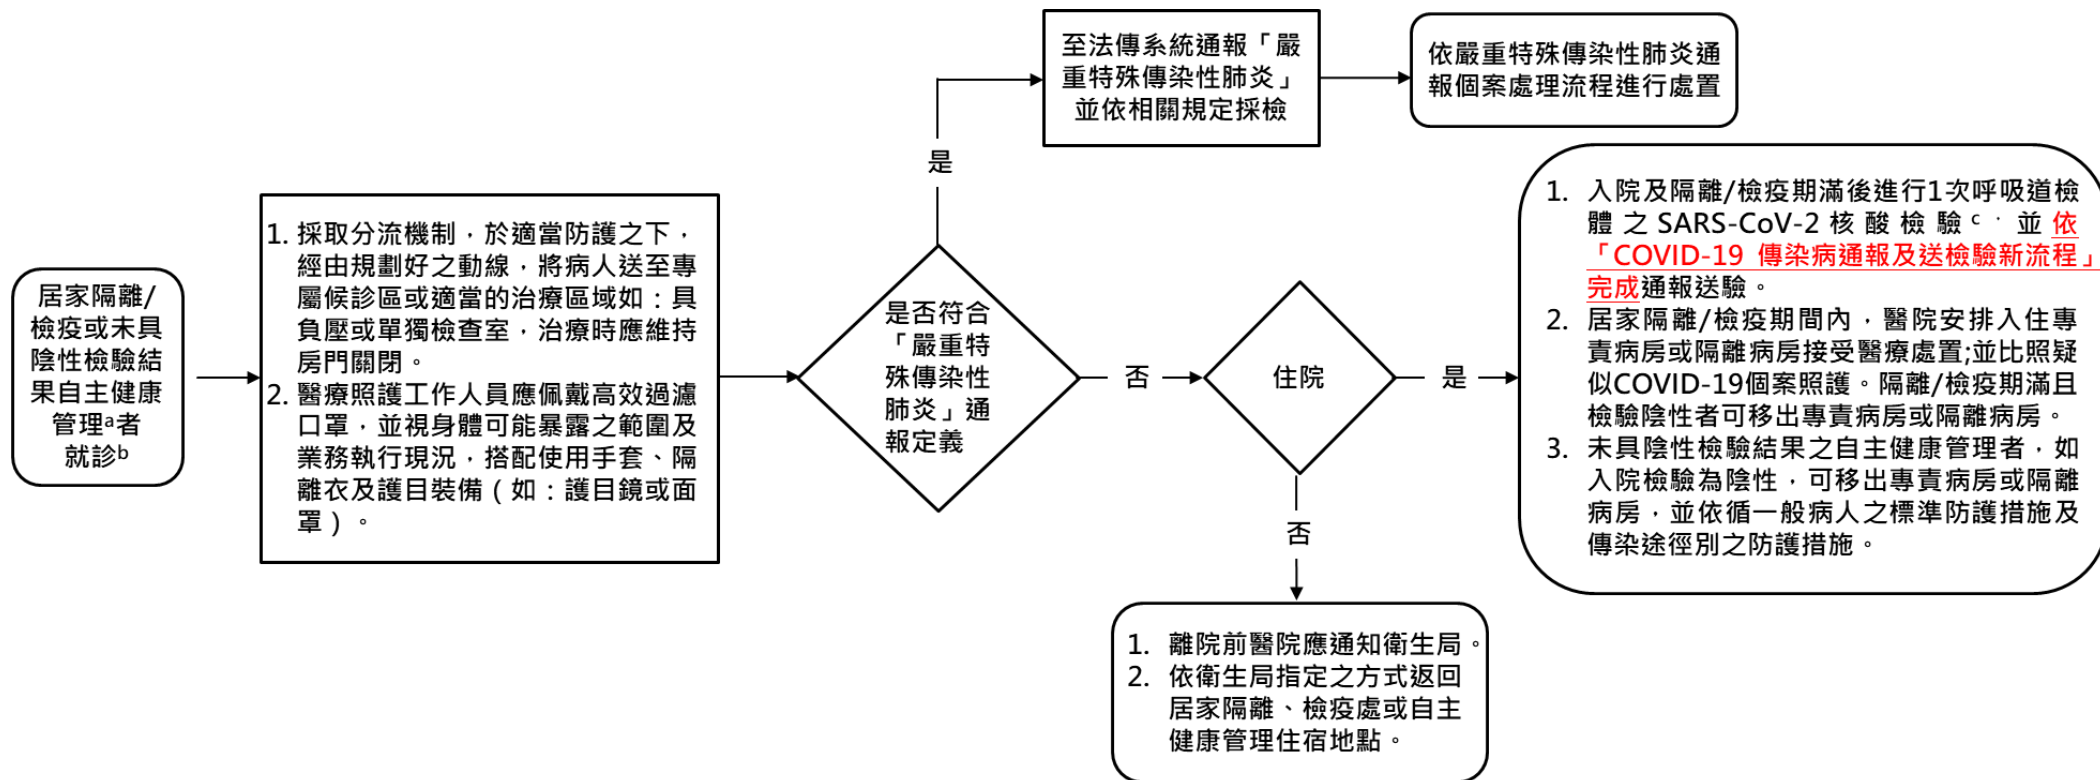 居家隔離/
檢疫或未具
陰性檢驗結
果自主健康
管理ᵃ者
就診ᵇ
1. 採取分流機制，於適當防護之下，
經由規劃好之動線，將病人送至專
屬候診區或適當的治療區域如：具
負壓或單獨檢查室，治療時應維持
房門關閉。
2. 醫療照護工作人員應佩戴高效過濾
口罩，並視身體可能暴露之範圍及
業務執行現況，搭配使用手套、隔
離衣及護目裝備（如：護目鏡或面
罩）。
是否符合
「嚴重特
殊傳染性
肺炎」通
報定義
是
至法傳系統通報「嚴
重特殊傳染性肺炎」
並依相關規定採檢
依嚴重特殊傳染性肺炎通
報個案處理流程進行處置
否
住院
是
1. 入院及隔離/檢疫期滿後進行1次呼吸道檢
體之SARS-CoV-2核酸檢驗ᶜ，並依
「COVID-19 傳染病通報及送檢驗新流程」
完成通報送驗。
2. 居家隔離/檢疫期間內，醫院安排入住專
責病房或隔離病房接受醫療處置;並比照疑
似COVID-19個案照護。隔離/檢疫期滿且
檢驗陰性者可移出專責病房或隔離病房。
3. 未具陰性檢驗結果之自主健康管理者，如
入院檢驗為陰性，可移出專責病房或隔離
病房，並依循一般病人之標準防護措施及
傳染途徑別之防護措施。
否
1. 離院前醫院應通知衛生局。
2. 依衛生局指定之方式返回
居家隔離、檢疫處或自主
健康管理住宿地點。